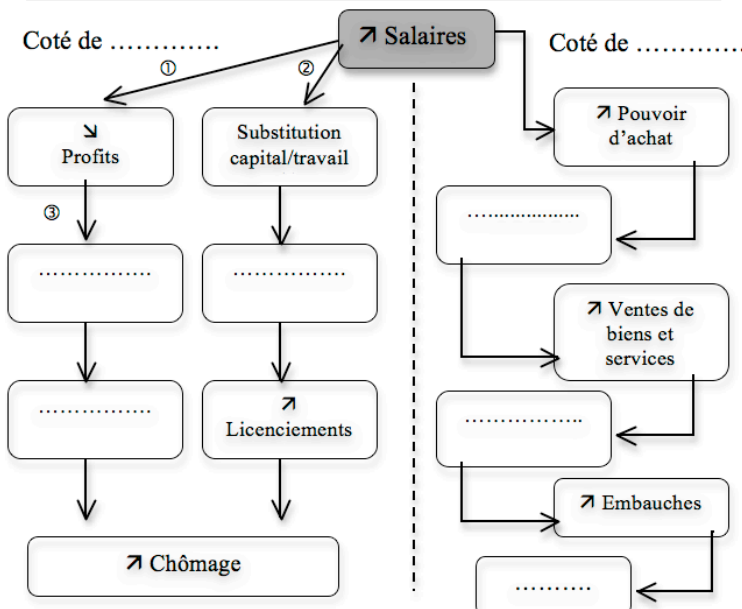 ↗ Salaires
Coté de ………….
Coté de ………….
①
②
↘
Profits
Substitution
capital/travail
↗ Pouvoir
d’achat
③
…................
…………….
…………….
↗ Ventes de
biens et
services
…………….
↗
Licenciements
……………..
↗ Embauches
↗ Chômage
……….